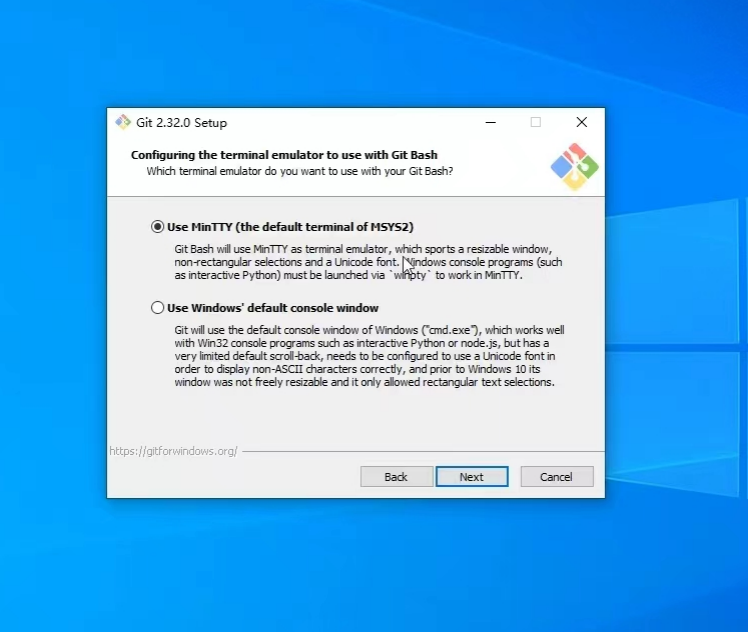 Git 2.32.0 Setup
Configuring the terminal emulator to use with Git Bash
Which terminal emulator do you want to use with your Git Bash?
Use MinTTY (the default terminal of MSYS2)
Git Bash will use MinTTY as terminal emulator, which sports a resizable window,
non-rectangular selections and a Unicode font. Windows console programs (such
as interactive Python) must be launched via `winpty` to work in MinTTY.
Use Windows' default console window
Git will use the default console window of Windows ("cmd.exe"), which works well
with Win32 console programs such as interactive Python or node.js, but has a
very limited default scroll-back, needs to be configured to use a Unicode font in
order to display non-ASCII characters correctly, and prior to Windows 10 its
window was not freely resizable and it only allowed rectangular text selections.
https://gitforwindows.org/
Back Next Cancel